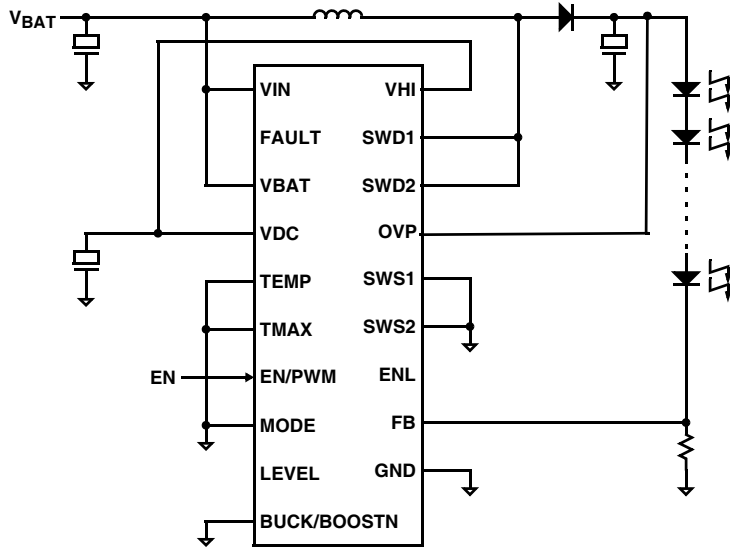 VBAT
VIN VHI
FAULT SWD1
VBAT SWD2
VDC OVP
TEMP SWS1
TMAX SWS2
EN EN/PWM ENL
MODE FB
LEVEL GND
BUCK/BOOSTN